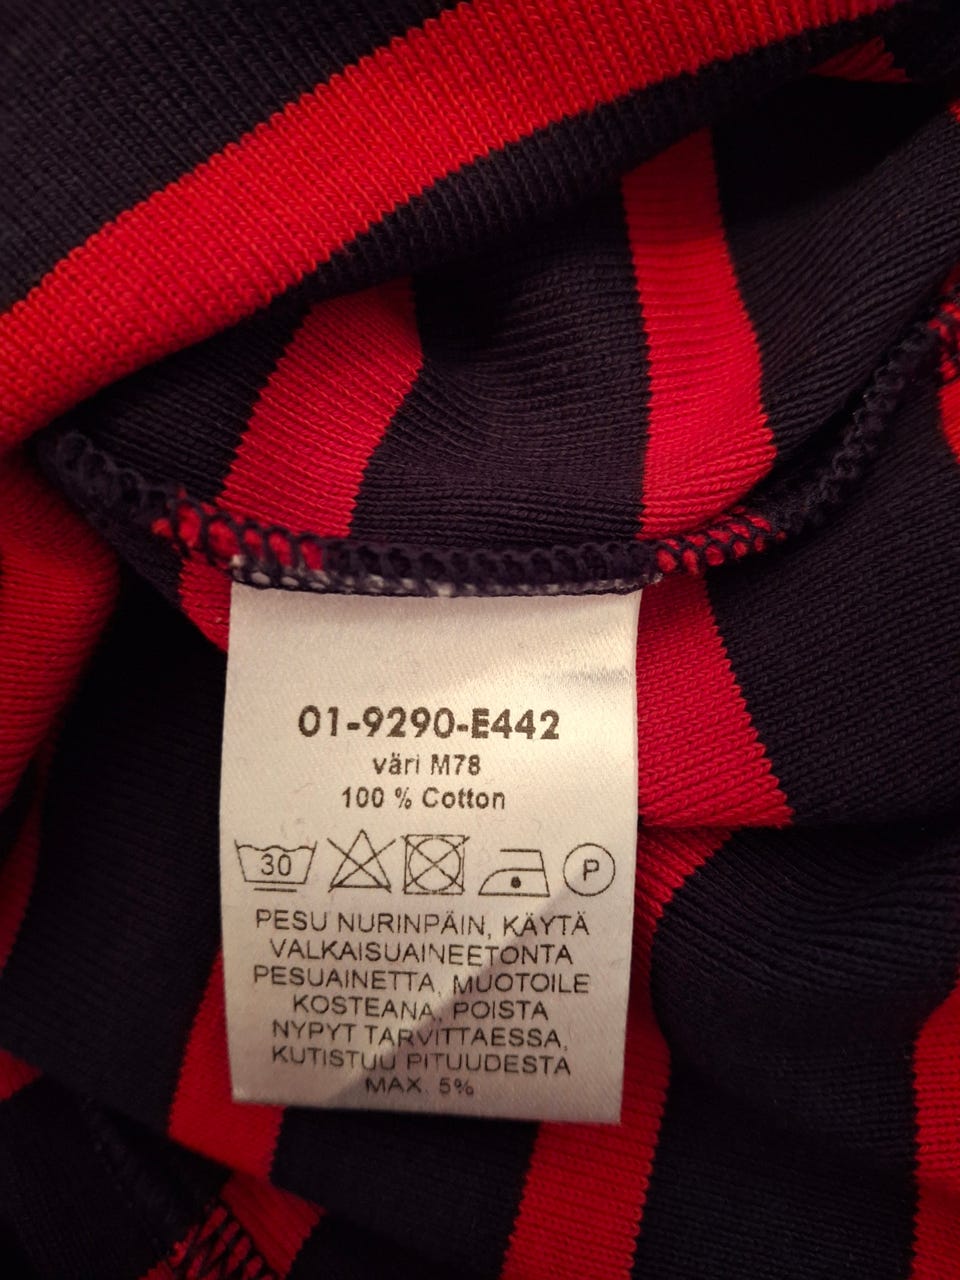 01-9290-E442
väri M78
100 % Cotton
30 P
PESU NURINPÄIN, KÄYTÄ
VALKAISUAINEETONTA
PESUAINETTA, MUOTOILE
KOSTEANA, POISTA
NYPYT TARVITTAESSA,
KUTISTUU PITUUDESTA
MAX. 5%